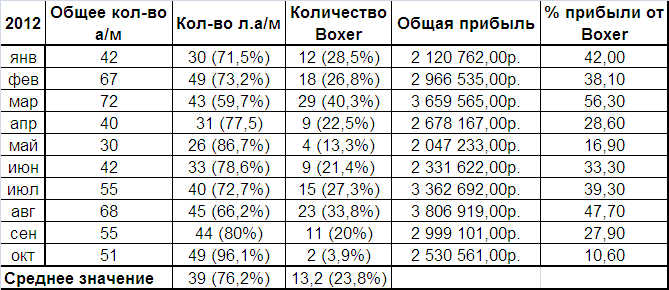 2012 Общее кол-во а/м Кол-во л.а/м Количество Boxer Общая прибыль % прибыли от Boxer
янв 42 30 (71,5%) 12 (28,5%) 2 120 762,00р. 42,00
фев 67 49 (73,2%) 18 (26,8%) 2 966 535,00р. 38,10
мар 72 43 (59,7%) 29 (40,3%) 3 659 565,00р. 56,30
апр 40 31 (77,5) 9 (22,5%) 2 678 167,00р. 28,60
май 30 26 (86,7%) 4 (13,3%) 2 047 233,00р. 16,90
июн 42 33 (78,6%) 9 (21,4%) 2 331 622,00р. 33,30
июл 55 40 (72,7%) 15 (27,3%) 3 362 692,00р. 39,30
авг 68 45 (66,2%) 23 (33,8%) 3 806 919,00р. 47,70
сен 55 44 (80%) 11 (20%) 2 999 101,00р. 27,90
окт 51 49 (96,1%) 2 (3,9%) 2 530 561,00р. 10,60
Среднее значение 39 (76,2%) 13,2 (23,8%)